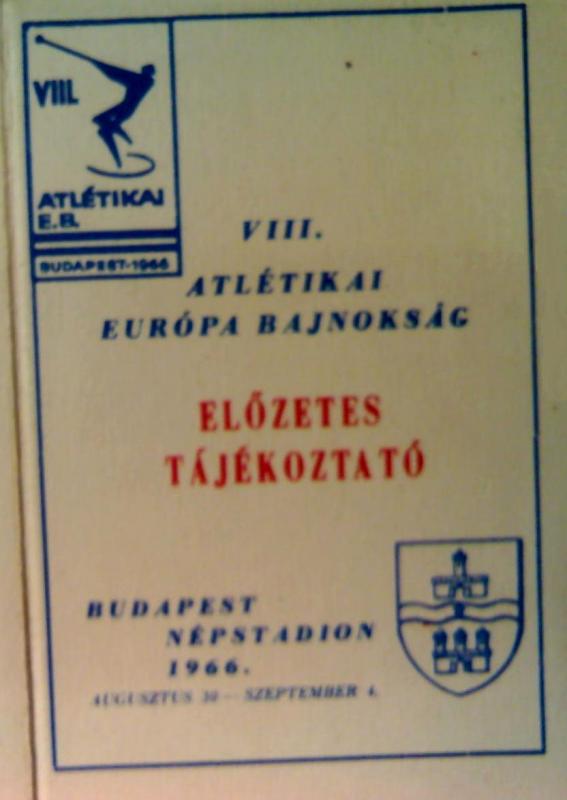 VIII.
ATLÉTIKAI
E.B.
BUDAPEST-1966
VIII.
ATLÉTIKAI
EURÓPA BAJNOKSÁG
ELŐZETES
TÁJÉKOZTATÓ
BUDAPEST
NÉPSTADION
1966.
AUGUSZTUS 30 — SZEPTEMBER 4.